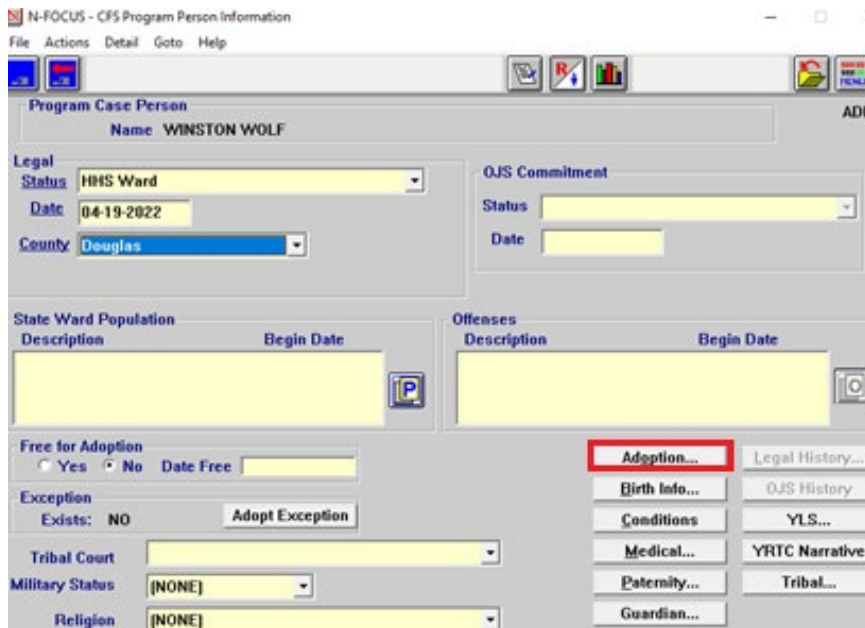 N-FOCUS - CFS Program Person Information
File Actions Detail Goto Help
Program Case Person
Name WINSTON WOLF
Legal
Status HHS Ward
Date 04-19-2022
County Douglas
OJS Commitment
Status
Date
State Ward Population
Description Begin Date
P
Offenses
Description Begin Date
O
Free for Adoption
Yes No Date Free
Exception
Exists: NO Adopt Exception
Tribal Court
Military Status (NONE)
Religion (NONE)
Adoption... Legal History...
Birth Info... OJS History
Conditions YLS...
Medical... YRTC Narrative
Paternity... Tribal...
Guardian...